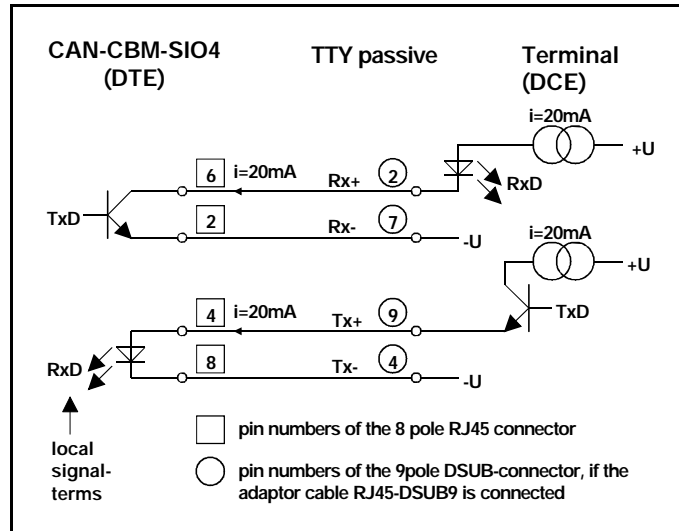 CAN-CBM-SIO4
(DTE)
TTY passive
Terminal
(DCE)
i=20mA
+U
6
i=20mA
Rx+
2
RxD
TxD
2
Rx-
7
-U
i=20mA
+U
4
i=20mA
Tx+
9
TxD
RxD
8
Tx-
4
-U
local
signal-
terms
pin numbers of the 8 pole RJ45 connector
pin numbers of the 9pole DSUB-connector, if the
adaptor cable RJ45-DSUB9 is connected